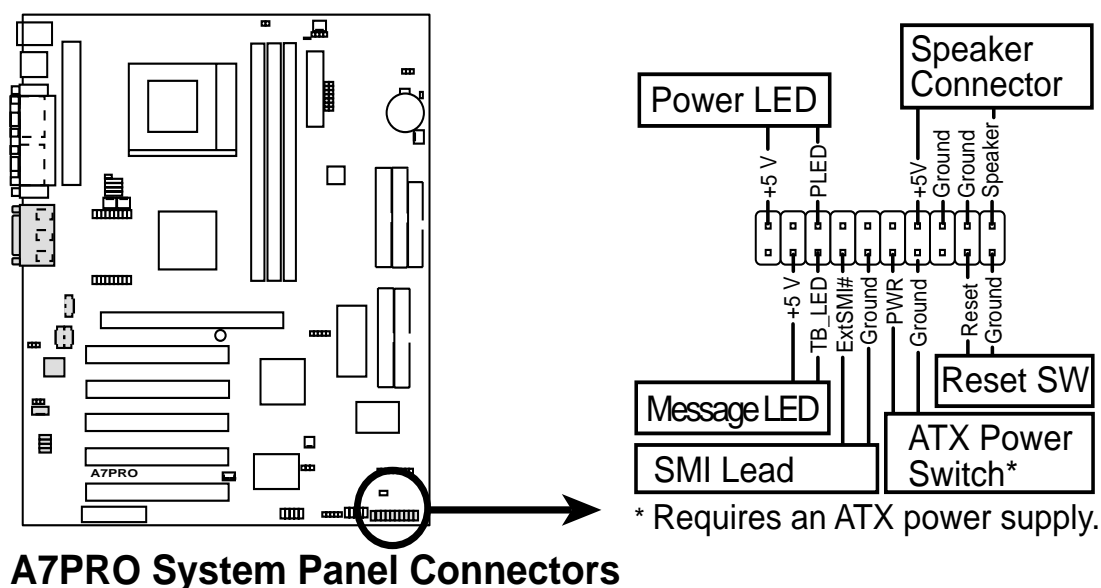 Speaker
Connector
Power LED
+5 V
PLED
+5V
Ground
Ground
Speaker
+5 V
TB_LED
ExtSMI#
Ground
PWR
Ground
Reset
Ground
Reset SW
Message LED
ATX Power
Switch*
SMI Lead
A7PRO
* Requires an ATX power supply.
A7PRO System Panel Connectors